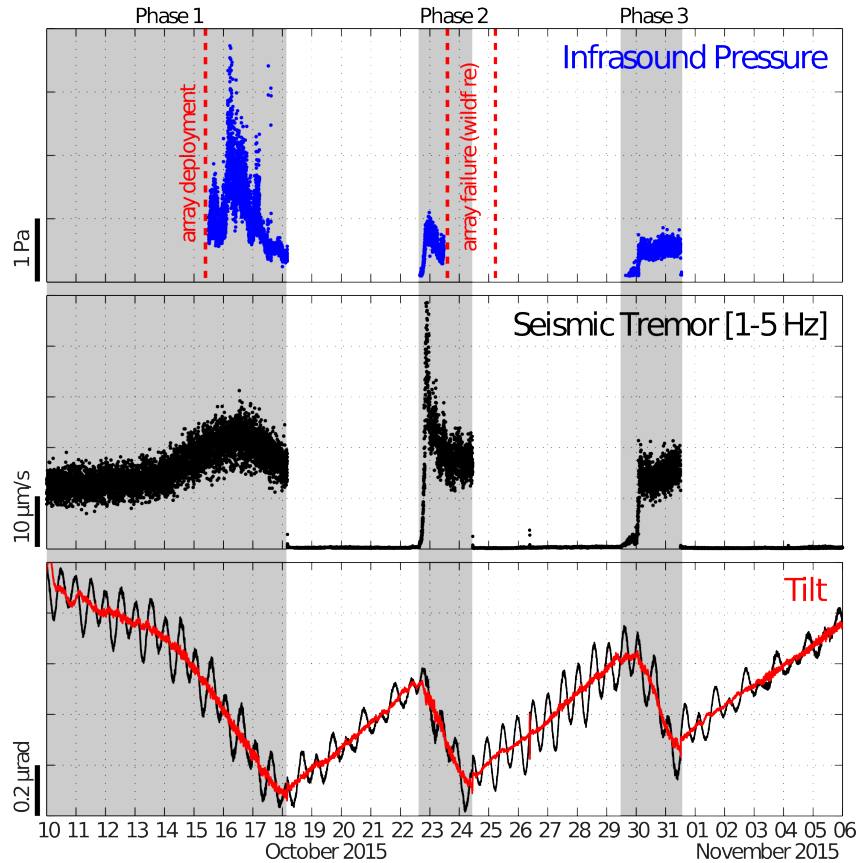 Phase 1 Phase 2 Phase 3
Infrasound Pressure
array deployment
array failure (wildf re)
1 Pa
Seismic Tremor [1-5 Hz]
10 µm/s
Tilt
0.2 µrad
10 11 12 13 14 15 16 17 18 19 20 21 22 23 24 25 26 27 28 29 30 31 01 02 03 04 05 06
October 2015 November 2015